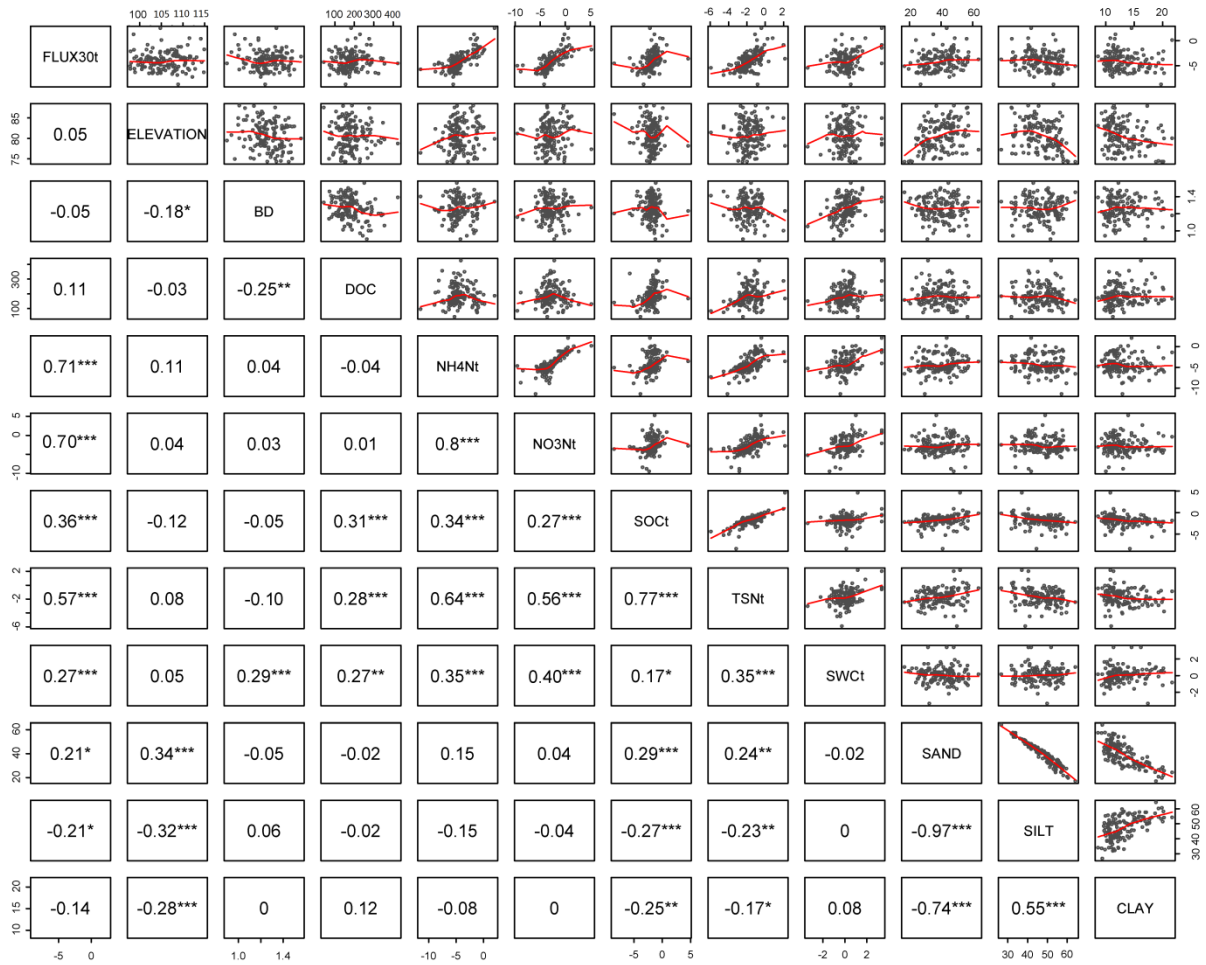 100 105 110 115 100 200 300 400 -10 -5 0 5 -6 -4 -2 0 2 20 40 60 10 15 20
FLUX30t -5 0
0.05 ELEVATION 75 80 85
-0.05 -0.18* BD 1.0 1.4
100 300 0.11 -0.03 -0.25** DOC
0.71*** 0.11 0.04 -0.04 NH4Nt -10 -5 0
-10 0 5 0.70*** 0.04 0.03 0.01 0.8*** NO3Nt
0.36*** -0.12 -0.05 0.31*** 0.34*** 0.27*** SOCt -5 0 5
-6 -2 2 0.57*** 0.08 -0.10 0.28*** 0.64*** 0.56*** 0.77*** TSNt
0.27*** 0.05 0.29*** 0.27** 0.35*** 0.40*** 0.17* 0.35*** SWCt -2 0 2
20 40 60 0.21* 0.34*** -0.05 -0.02 0.15 0.04 0.29*** 0.24** -0.02 SAND
-0.21* -0.32*** 0.06 -0.02 -0.15 -0.04 -0.27*** -0.23** 0 -0.97*** SILT 30 40 50 60
10 15 20 -0.14 -0.28*** 0 0.12 -0.08 0 -0.25** -0.17* 0.08 -0.74*** 0.55*** CLAY
-5 0 1.0 1.4 -10 -5 0 -5 0 5 -2 0 2 30 40 50 60